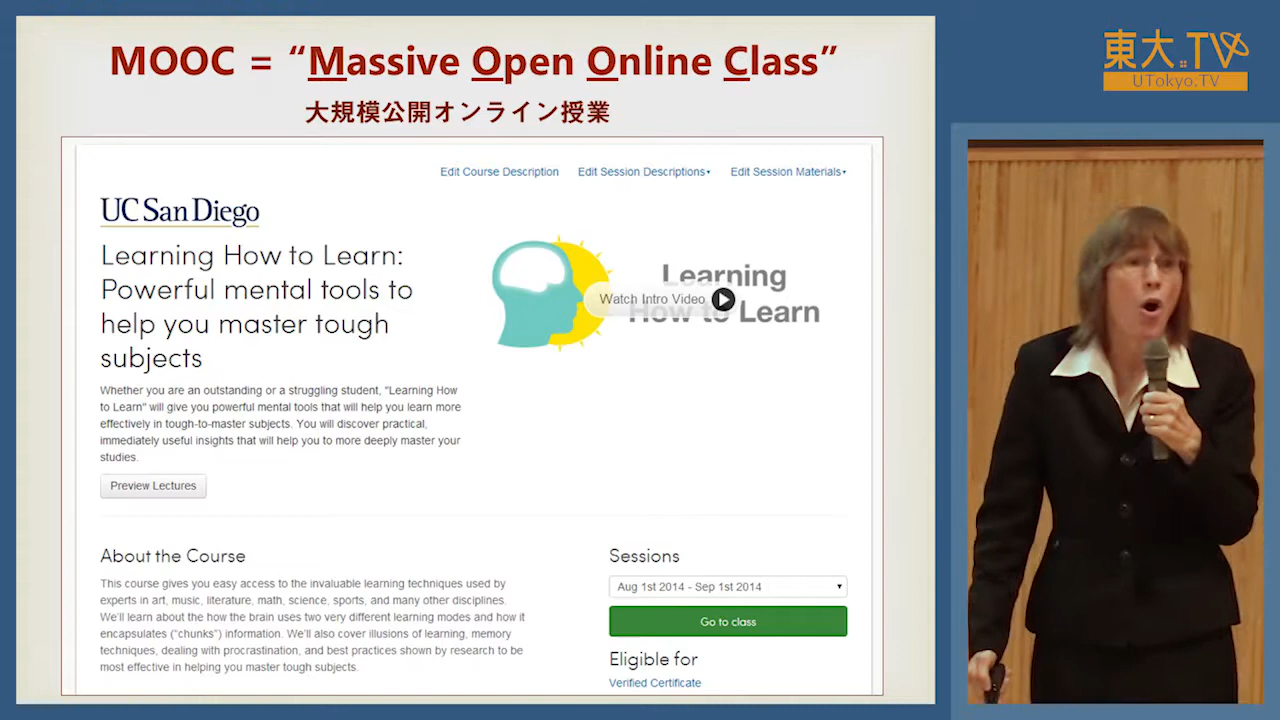 MOOC = “Massive Open Online Class”
大規模公開オンライン授業
東大.TV
UTokyo.TV
Edit Course Description Edit Session Descriptions Edit Session Materials
UC San Diego
Learning How to Learn:
Powerful mental tools to
help you master tough
subjects
Learning
How to Learn
Watch Intro Video
Whether you are an outstanding or a struggling student, "Learning How
to Learn" will give you powerful mental tools that will help you learn more
effectively in tough-to-master subjects. You will discover practical,
immediately useful insights that will help you to more deeply master your
studies.
Preview Lectures
About the Course
This course gives you easy access to the invaluable learning techniques used by
experts in art, music, literature, math, science, sports, and many other disciplines.
We’ll learn about the how the brain uses two very different learning modes and how it
encapsulates (“chunks”) information. We’ll also cover illusions of learning, memory
techniques, dealing with procrastination, and best practices shown by research to be
most effective in helping you master tough subjects.
Sessions
Aug 1st 2014 - Sep 1st 2014
Go to class
Eligible for
Verified Certificate